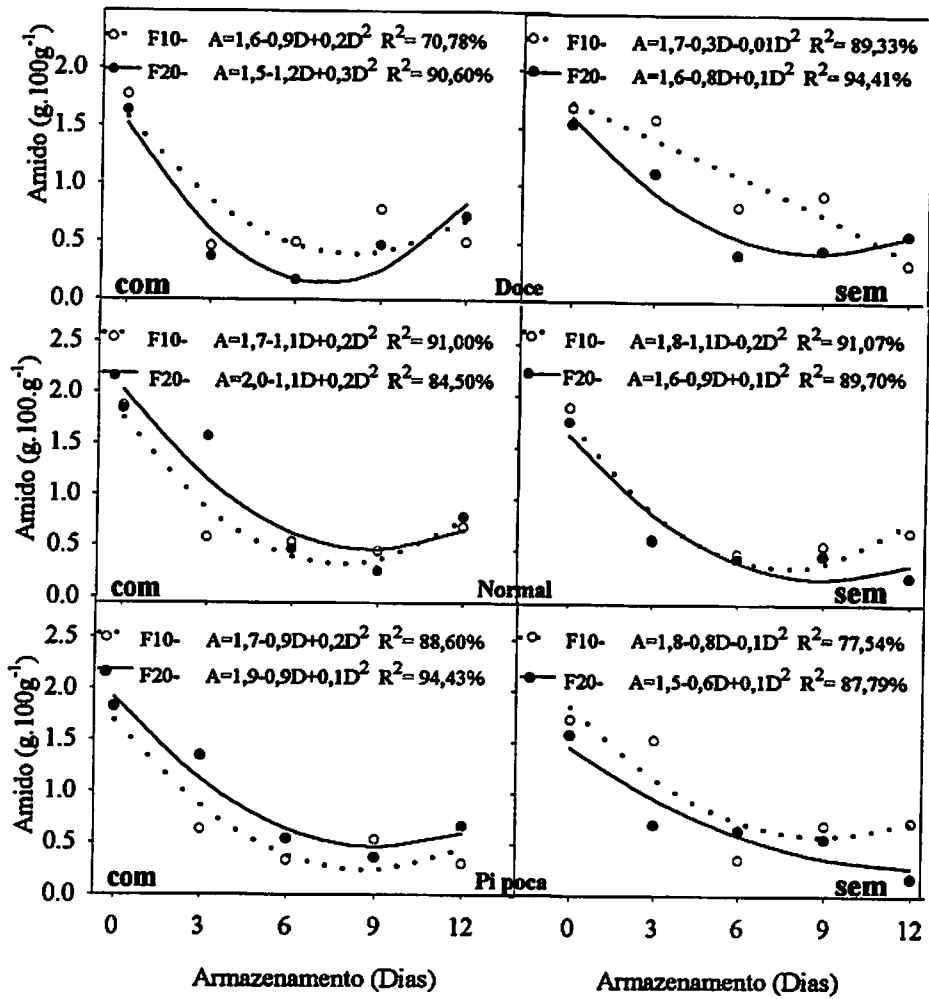 F10- A=1,6-0,9D+0,2D² R²= 70,78%
F20- A=1,5-1,2D+0,3D² R²= 90,60%
F10- A=1,7-0,3D-0,01D² R²= 89,33%
F20- A=1,6-0,8D+0,1D² R²= 94,41%
Amido (g.100g⁻¹)
2.0
1.5
1.0
0.5
0.0
com
Doce
sem
F10- A=1,7-1,1D+0,2D² R²= 91,00%
F20- A=2,0-1,1D+0,2D² R²= 84,50%
F10- A=1,8-1,1D-0,2D² R²= 91,07%
F20- A=1,6-0,9D+0,1D² R²= 89,70%
Amido (g.100.g⁻¹)
2.5
2.0
1.5
1.0
0.5
0.0
com
Normal
sem
F10- A=1,7-0,9D+0,2D² R²= 88,60%
F20- A=1,9-0,9D+0,1D² R²= 94,43%
F10- A=1,8-0,8D-0,1D² R²= 77,54%
F20- A=1,5-0,6D+0,1D² R²= 87,79%
Amido (g.100g⁻¹)
2.5
2.0
1.5
1.0
0.5
0.0
com
Pi poca
sem
0 3 6 9 12
0 3 6 9 12
Armazenamento (Dias)
Armazenamento (Dias)